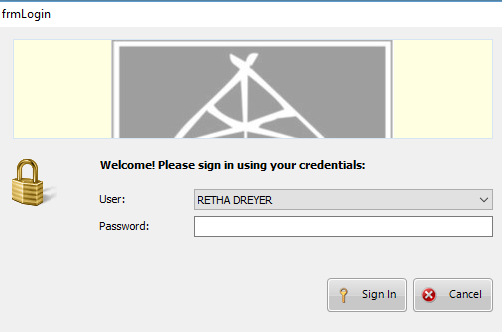 frmLogin
Welcome! Please sign in using your credentials:
User: RETHA DREYER
Password:
Sign In Cancel